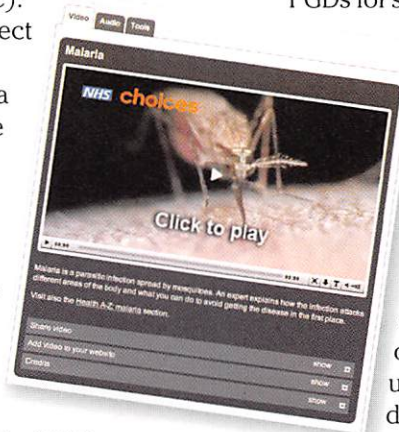 C).
ect
a
e
PGDs for s
Video Audio Tools
Malaria
NHS choices
Click to play
Malaria is a parasitic infection spread by mosquitoes. An expert explains how the infection attacks
different areas of the body and what you can do to avoid getting the disease in the first place.
Visit also the Health A-Z: malaria section.
Share video show
Add video to your website show
Credits show
o
u
d